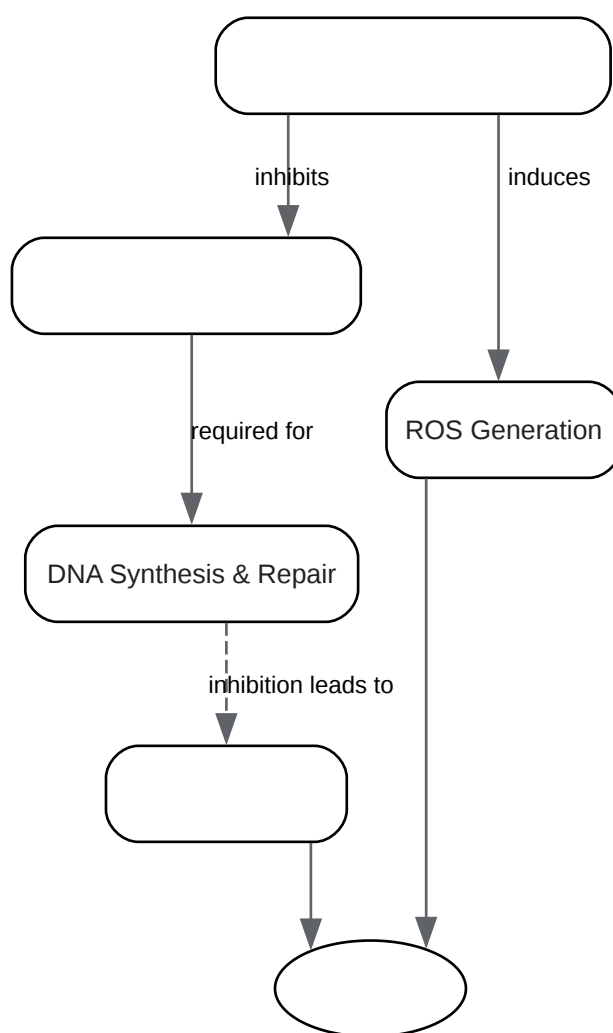 inhibits
induces
required for
ROS Generation
DNA Synthesis & Repair
inhibition leads to